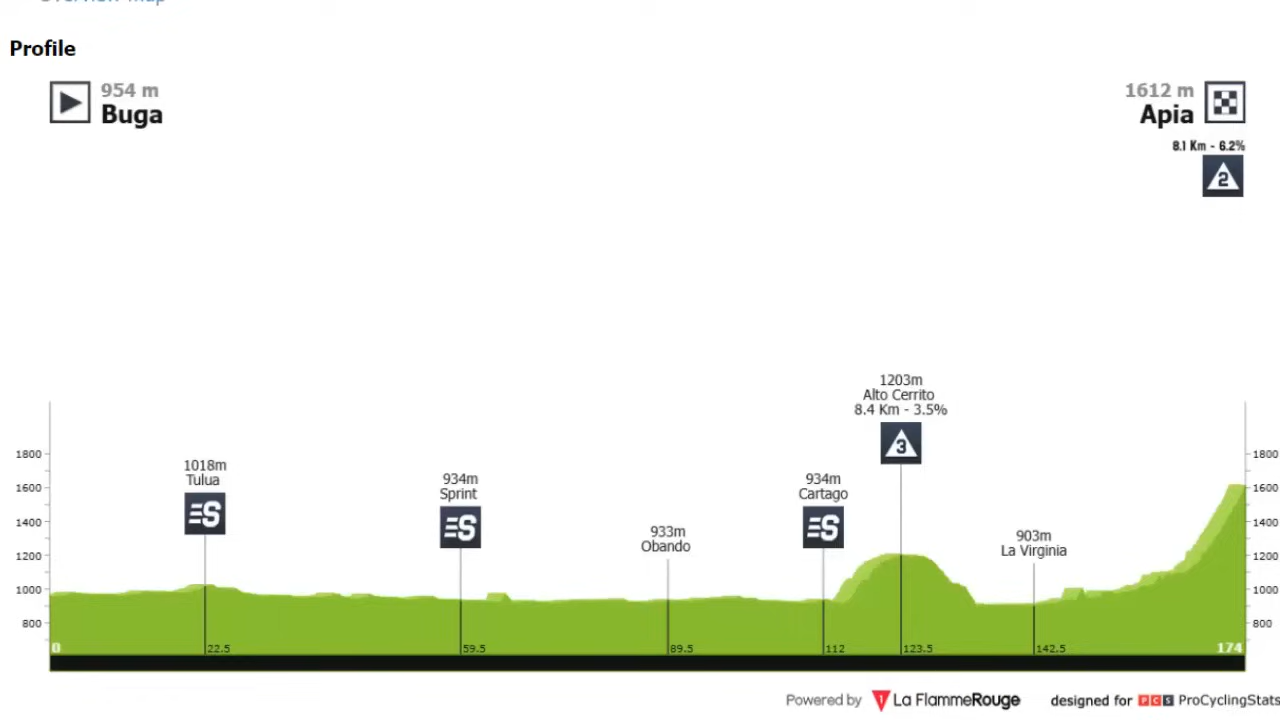 Overview map
Profile
954 m
Buga
1612 m
Apia
8.1 Km - 6.2%
2
1203m
Alto Cerrito
8.4 Km - 3.5%
3
1018m
Tulua
S
934m
Sprint
S
934m
Cartago
S
933m
Obando
903m
La Virginia
1800
1600
1400
1200
1000
800
1800
1600
1400
1200
1000
800
0
22.5
59.5
89.5
112
123.5
142.5
174
Powered by La FlammeRouge designed for PCS ProCyclingStats